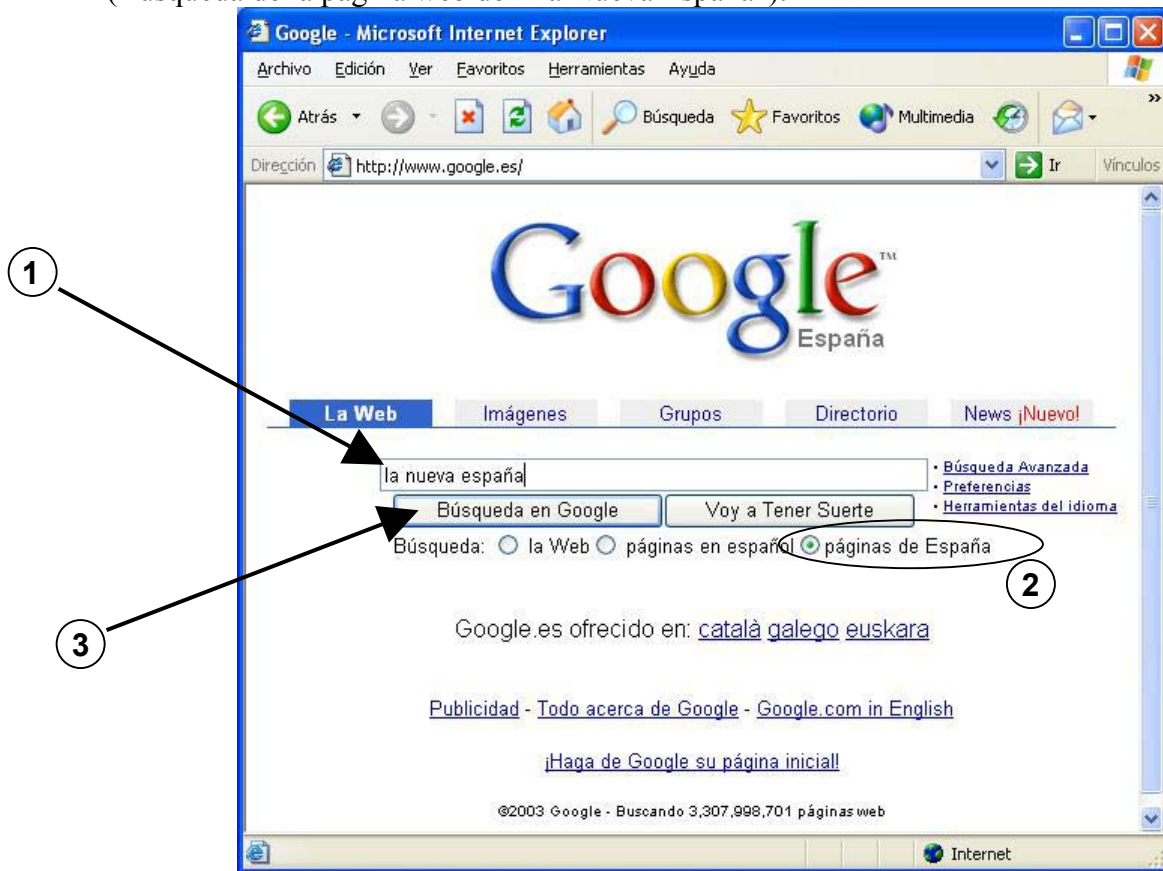 Google - Microsoft Internet Explorer
Archivo Edición Ver Favoritos Herramientas Ayuda
Atrás Búsqueda Favoritos Multimedia »
Dirección http://www.google.es/ Ir Vínculos
Google™
España
1
La Web Imágenes Grupos Directorio News ¡Nuevo!
la nueva españa
· Búsqueda Avanzada
· Preferencias
· Herramientas del idioma
Búsqueda en Google Voy a Tener Suerte
Búsqueda: la Web páginas en español páginas de España
2
3
Google.es ofrecido en: català galego euskara
Publicidad - Todo acerca de Google - Google.com in English
¡Haga de Google su página inicial!
©2003 Google - Buscando 3,307,998,701 páginas web
Internet